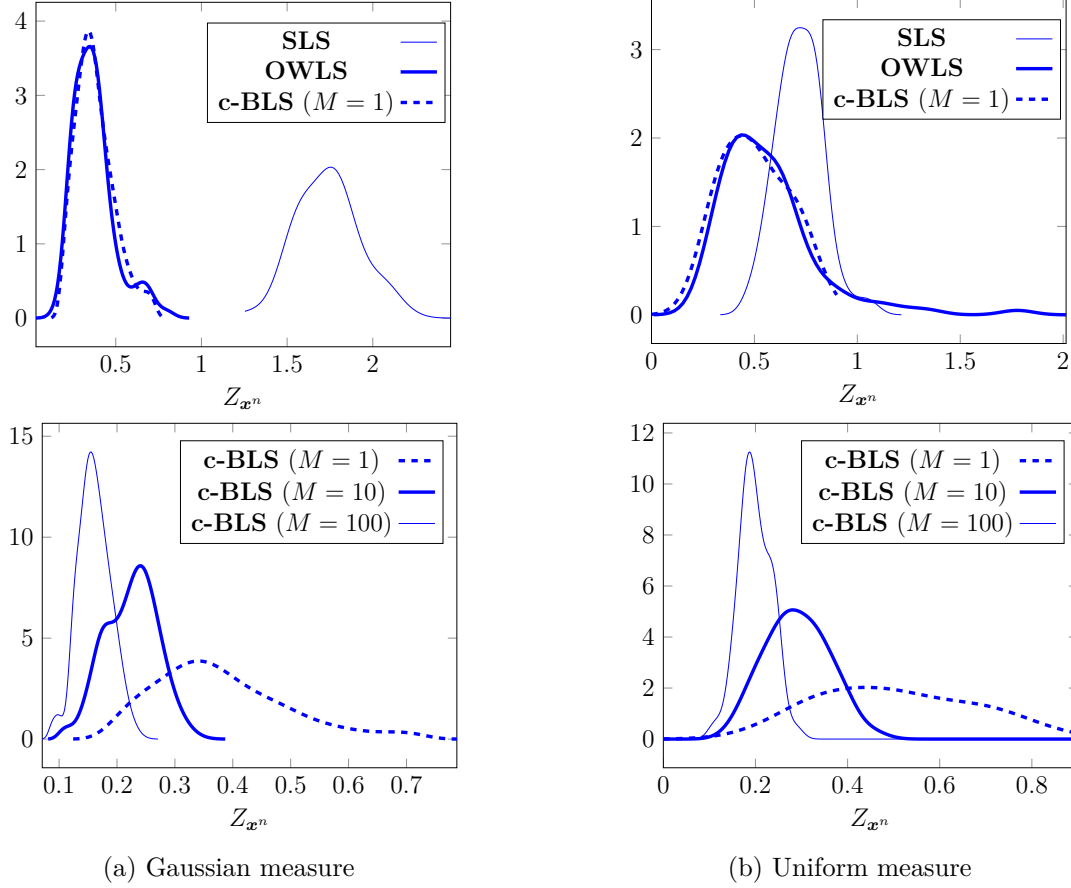 4
3
2
1
0
SLS
OWLS
c-BLS (M = 1)
0.5 1 1.5 2
Z_{x^n}
3
2
1
0
SLS
OWLS
c-BLS (M = 1)
0 0.5 1 1.5 2
Z_{x^n}
15
10
5
0
c-BLS (M = 1)
c-BLS (M = 10)
c-BLS (M = 100)
0.1 0.2 0.3 0.4 0.5 0.6 0.7
Z_{x^n}
(a) Gaussian measure
12
10
8
6
4
2
0
c-BLS (M = 1)
c-BLS (M = 10)
c-BLS (M = 100)
0 0.2 0.4 0.6 0.8
Z_{x^n}
(b) Uniform measure